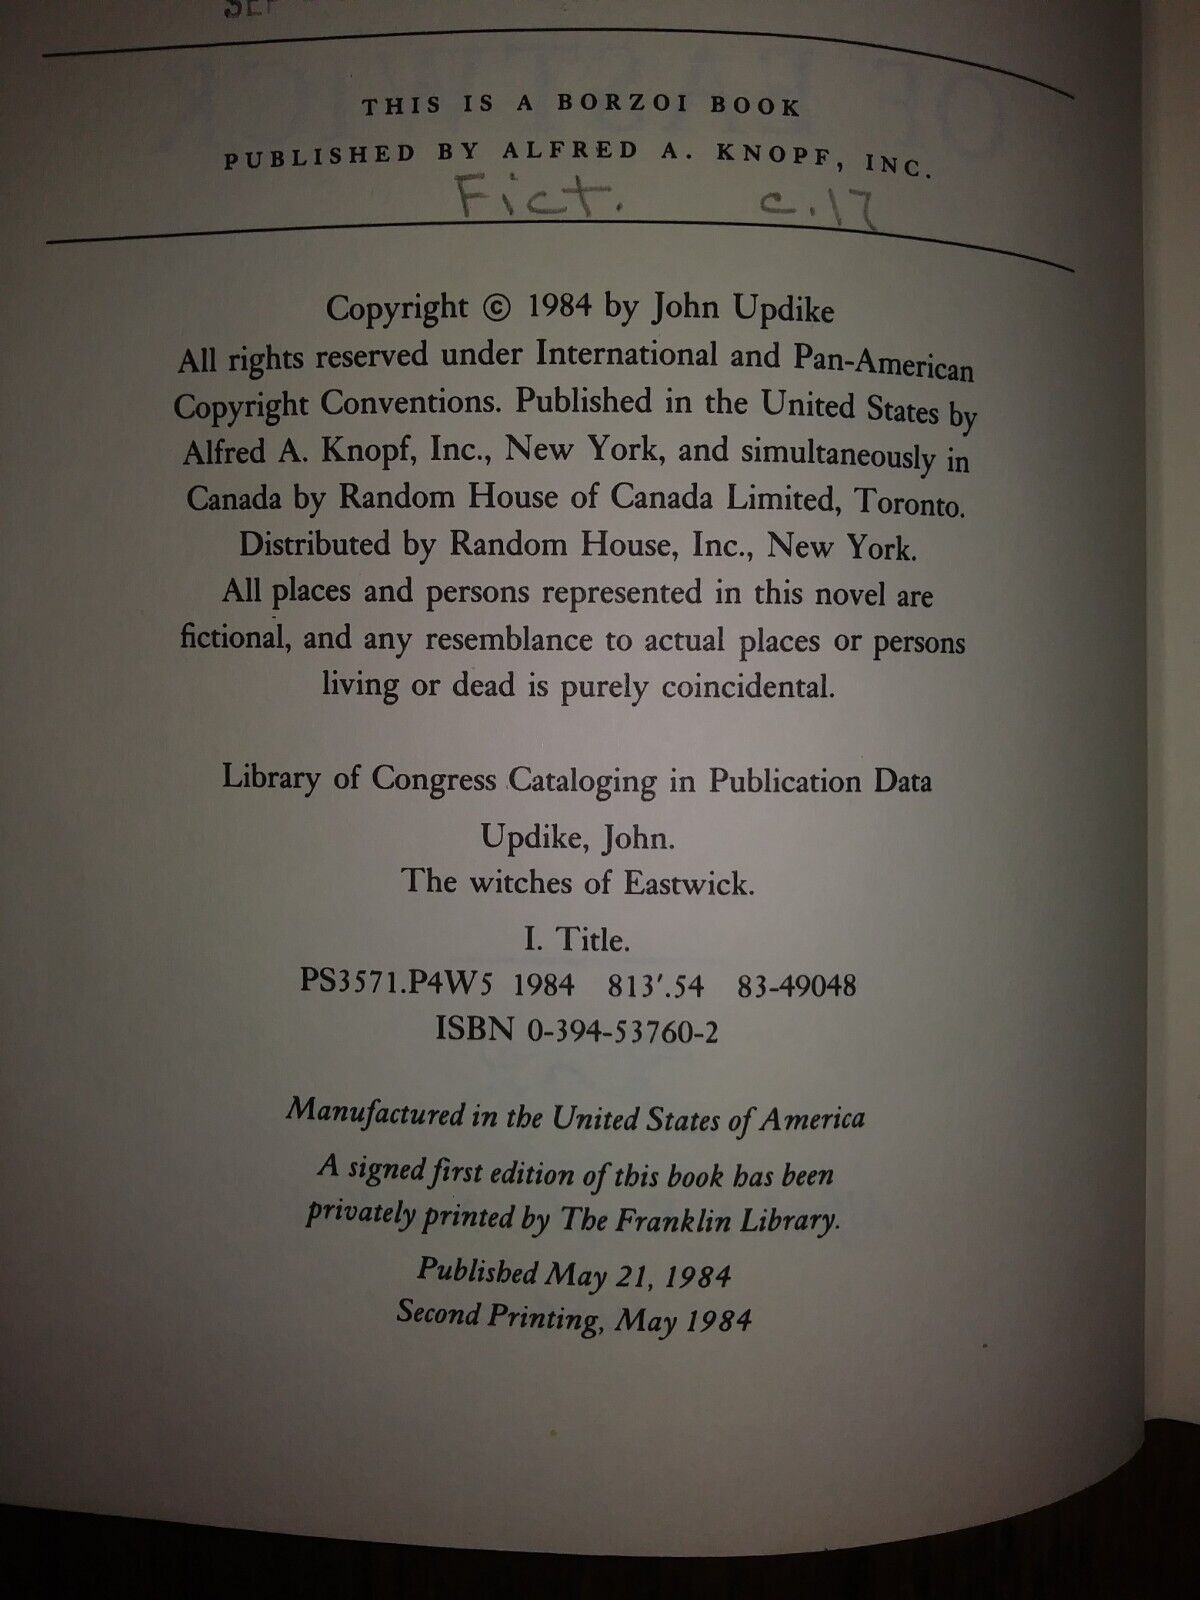 SEP
THIS IS A BORZOI BOOK
PUBLISHED BY ALFRED A. KNOPF, INC.
Fict. c.17
Copyright © 1984 by John Updike
All rights reserved under International and Pan-American
Copyright Conventions. Published in the United States by
Alfred A. Knopf, Inc., New York, and simultaneously in
Canada by Random House of Canada Limited, Toronto.
Distributed by Random House, Inc., New York.
All places and persons represented in this novel are
fictional, and any resemblance to actual places or persons
living or dead is purely coincidental.
Library of Congress Cataloging in Publication Data
Updike, John.
The witches of Eastwick.
I. Title.
PS3571.P4W5 1984 813'.54 83-49048
ISBN 0-394-53760-2
Manufactured in the United States of America
A signed first edition of this book has been
privately printed by The Franklin Library.
Published May 21, 1984
Second Printing, May 1984